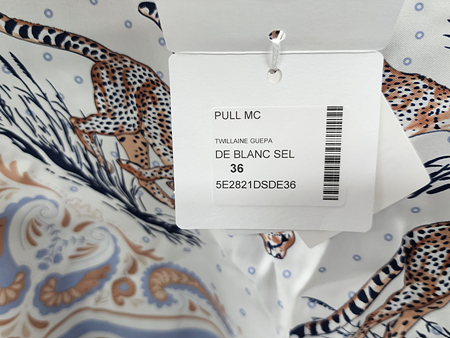 PULL MC
TWILLAINE GUEPA
DE BLANC SEL
36
5E2821DSDE36